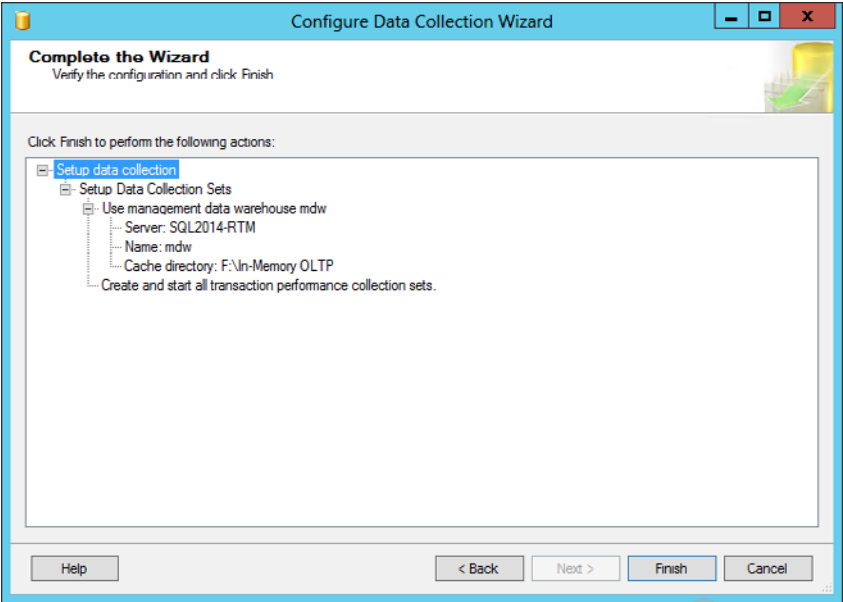 Configure Data Collection Wizard
Complete the Wizard
Verify the configuration and click Finish
Click Finish to perform the following actions:
Setup data collection
Setup Data Collection Sets
Use management data warehouse mdw
Server: SQL2014-RTM
Name: mdw
Cache directory: F:\In-Memory OLTP
Create and start all transaction performance collection sets.
Help
< Back
Next >
Finish
Cancel